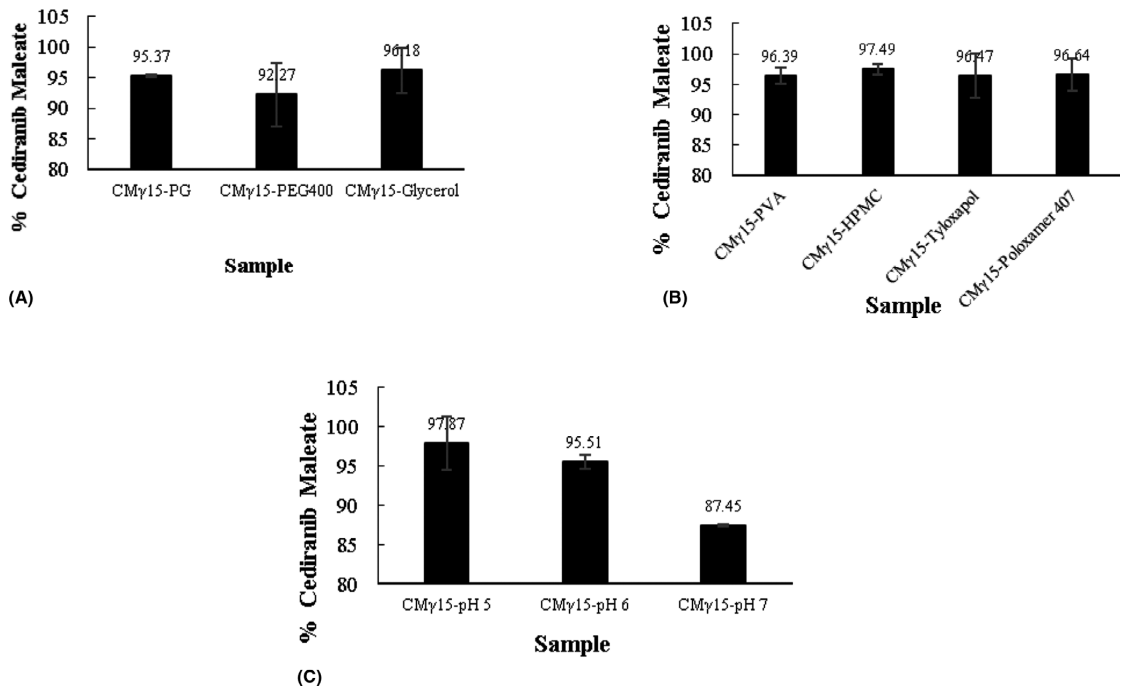 % Cediranib Maleate
105
100
95
90
85
80
95.37
92.27
96.18
CMγ15-PG
CMγ15-PEG400
CMγ15-Glycerol
Sample
(A)
% Cediranib Maleate
105
100
95
90
85
80
96.39
97.49
96.47
96.64
CMγ15-PVA
CMγ15-HPMC
CMγ15-Tyloxapol
CMγ15-Poloxamer 407
Sample
(B)
% Cediranib Maleate
105
100
95
90
85
80
97.87
95.51
87.45
CMγ15-pH 5
CMγ15-pH 6
CMγ15-pH 7
Sample
(C)